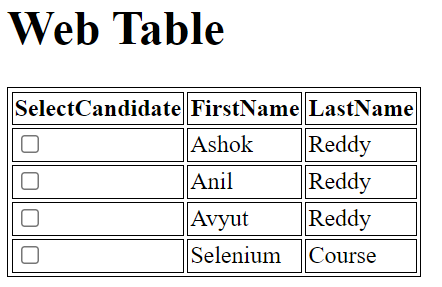 Web Table
SelectCandidate FirstName LastName
Ashok Reddy
Anil Reddy
Avyut Reddy
Selenium Course